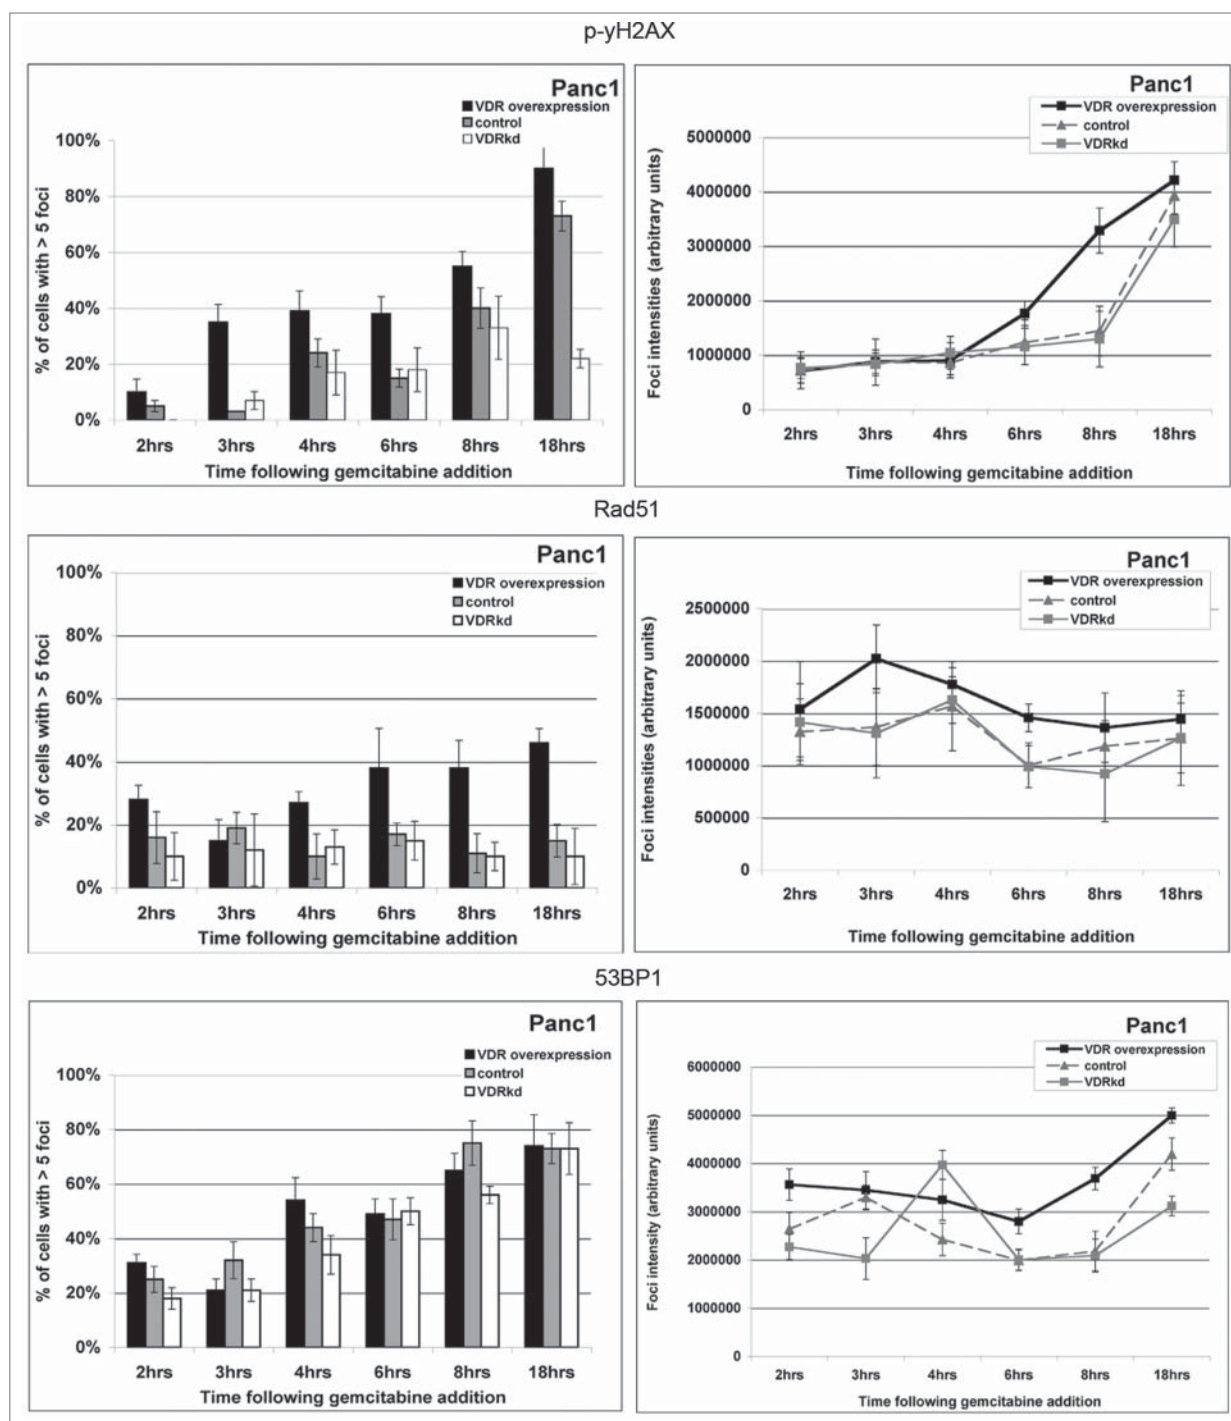 p-yH2AX
Panc1
VDR overexpression
control
VDRkd
% of cells with > 5 foci
100%
80%
60%
40%
20%
0%
2hrs 3hrs 4hrs 6hrs 8hrs 18hrs
Time following gemcitabine addition
Panc1
VDR overexpression
control
VDRkd
Foci intensities (arbitrary units)
5000000
4000000
3000000
2000000
1000000
0
2hrs 3hrs 4hrs 6hrs 8hrs 18hrs
Time following gemcitabine addition
Rad51
Panc1
VDR overexpression
control
VDRkd
% of cells with > 5 foci
100%
80%
60%
40%
20%
0%
2hrs 3hrs 4hrs 6hrs 8hrs 18hrs
Time following gemcitabine addition
Panc1
VDR overexpression
control
VDRkd
Foci intensities (arbitrary units)
2500000
2000000
1500000
1000000
500000
0
2hrs 3hrs 4hrs 6hrs 8hrs 18hrs
Time following gemcitabine addition
53BP1
Panc1
VDR overexpression
control
VDRkd
% of cells with > 5 foci
100%
80%
60%
40%
20%
0%
2hrs 3hrs 4hrs 6hrs 8hrs 18hrs
Time following gemcitabine addition
Panc1
VDR overexpression
control
VDRkd
Foci intensity (arbitrary units)
6000000
5000000
4000000
3000000
2000000
1000000
0
2hrs 3hrs 4hrs 6hrs 8hrs 18hrs
Time following gemcitabine addition